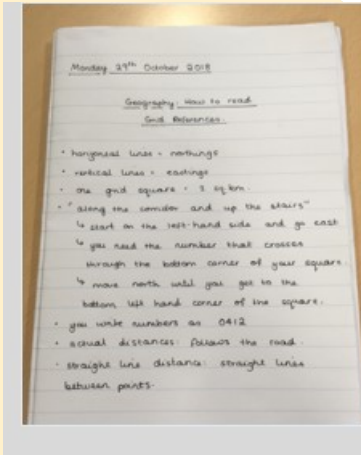 Monday 29th October 2018
Geography: How to read
Grid References.
• horizontal lines = northings
• vertical lines = eastings
• one grid square = sq km.
• "along the corridor and up the stairs"
↳ start on the left-hand side and go east
↳ you need the number that crosses
through the bottom corner of your square.
↳ move north until you get to the
bottom left hand corner of the square.
• you write numbers as 0412
• actual distances: follows the road.
• straight line distance: straight lines
between points.